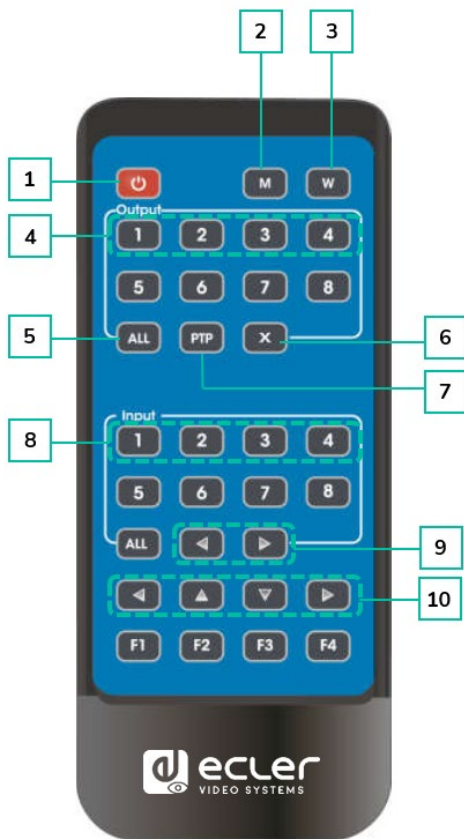 2
3
1
M
W
Output
4
1 2 3 4
5 6 7 8
5
ALL PTP X
6
7
Input
8
1 2 3 4
5 6 7 8
ALL
9
10
F1 F2 F3 F4
ecler
VIDEO SYSTEMS